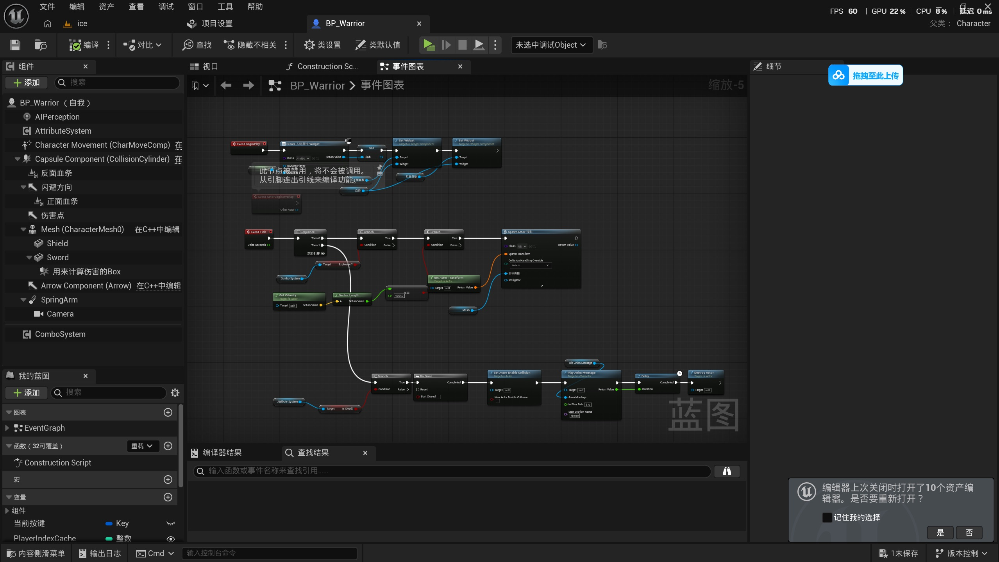 文件 编辑 资产 查看 调试 窗口 工具 帮助
FPS 60 | GPU 22 % | CPU 8 % | 延迟 0 ms
ice 项目设置 BP_Warrior
父类： Character
编译 对比 查找 隐藏不相关 类设置 类默认值 未选中调试Object
组件
添加 搜索
BP_Warrior （自我）
AIPerception
AttributeSystem
Character Movement (CharMoveComp) 在
Capsule Component (CollisionCylinder) 在
反面血条
闪避方向
正面血条
伤害点
Mesh (CharacterMesh0) 在C++中编辑
Shield
Sword
用来计算伤害的Box
Arrow Component (Arrow) 在C++中编辑
SpringArm
Camera
ComboSystem
我的蓝图
添加 搜索
图表
EventGraph
函数（32可覆盖） 重载
Construction Script
宏
变量
组件
当前按键 Key
PlayerIndexCache 整数
视口 Construction Sc... 事件图表
BP_Warrior 事件图表 缩放-5
Event BeginPlay
Create 人物属性 Widget
Class 人物属性
Return Value
Owning Player
SET
血条
Set Widget
Target is Widget Component
Target
Widget
Set Widget
Target is Widget Component
Target
Widget
此节点被禁用，将不会被调用。
从引脚连出引线来编译功能。
正面血条
反面血条
血条
Event ActorBeginOverlap
Other Actor
Event Tick
Delta Seconds
Sequence
Then 0
Then 1
添加引脚
Branch
True
Condition False
Branch
True
Condition False
SpawnActor 残影
Class 残影
Return Value
Spawn Transform
Collision Handling Override
Default
目标骨骼
Instigator
Target Explosion?
Combo System
Get Velocity
Target is Actor
Target self Return Value
Vector Length
A Return Value
400.0
>=
Get Actor Transform
Target is Actor
Target self Return Value
Mesh
Branch
True
Condition False
Do Once
Completed
Reset
Start Closed
Attribute System
Target Is Dead?
Set Actor Enable Collision
Target is Actor
Target self
New Actor Enable Collision
Die Anim Montage
Play Anim Montage
Target is Character
Target self Return Value
Anim Montage
In Play Rate 1.0
Start Section Name
None
Delay
Completed
Duration
Destroy Actor
Target is Actor
Target self
蓝图
编译器结果 查找结果
输入函数或事件名称来查找引用......
细节
拖拽至此上传
编辑器上次关闭时打开了10个资产编
辑器。是否要重新打开？
记住我的选择
是 否
内容侧滑菜单 输出日志 Cmd 输入控制台命令
1未保存 版本控制